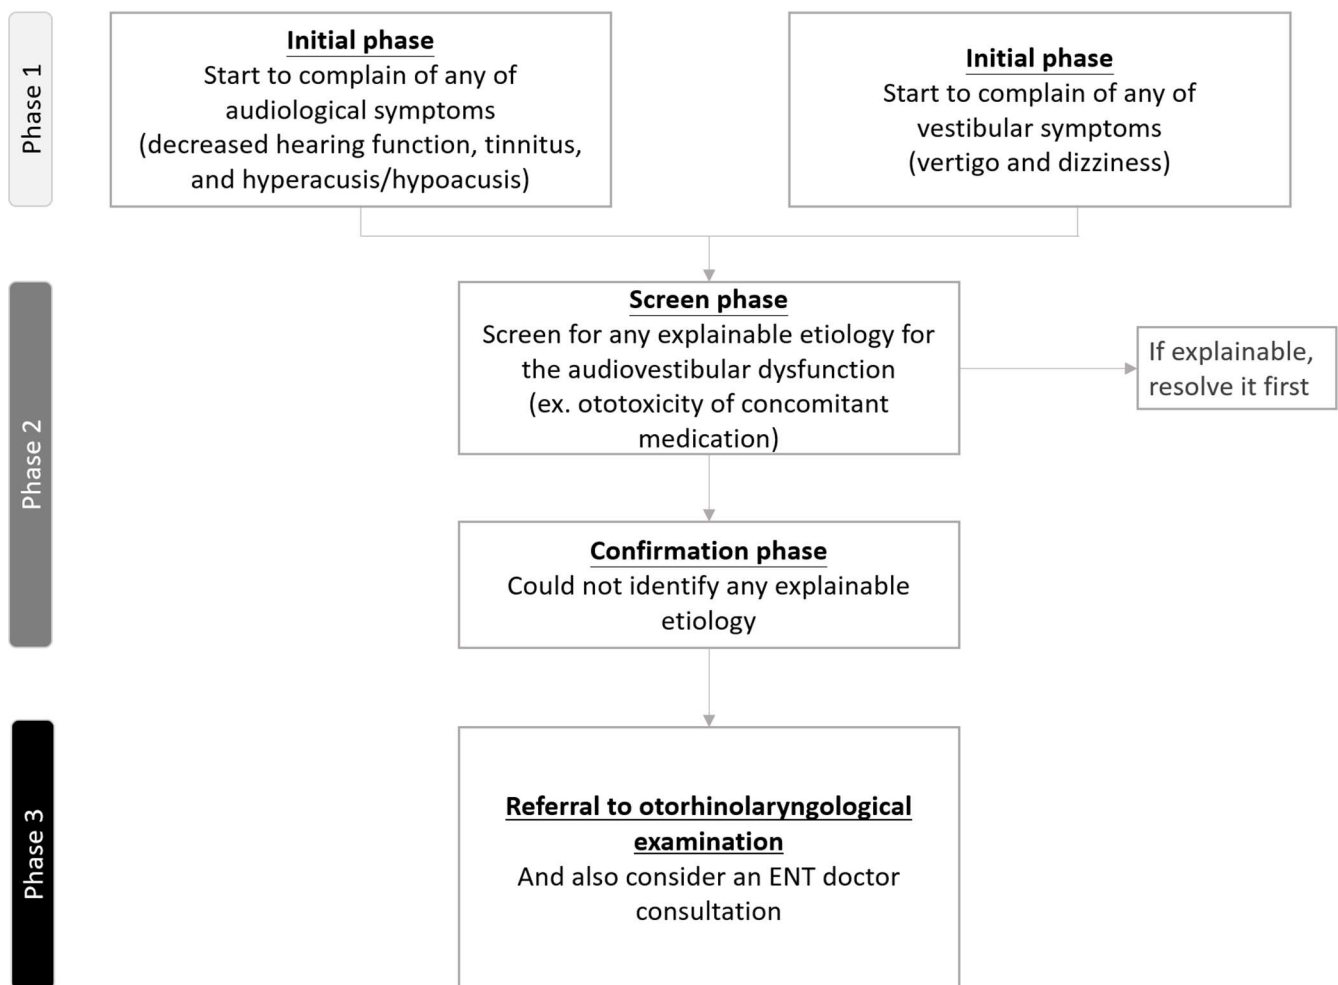 Phase 1
Initial phase
Start to complain of any of
audiological symptoms
(decreased hearing function, tinnitus,
and hyperacusis/hypoacusis)
Initial phase
Start to complain of any of
vestibular symptoms
(vertigo and dizziness)
Phase 2
Screen phase
Screen for any explainable etiology for
the audiovestibular dysfunction
(ex. ototoxicity of concomitant
medication)
If explainable,
resolve it first
Confirmation phase
Could not identify any explainable
etiology
Phase 3
Referral to otorhinolaryngological
examination
And also consider an ENT doctor
consultation